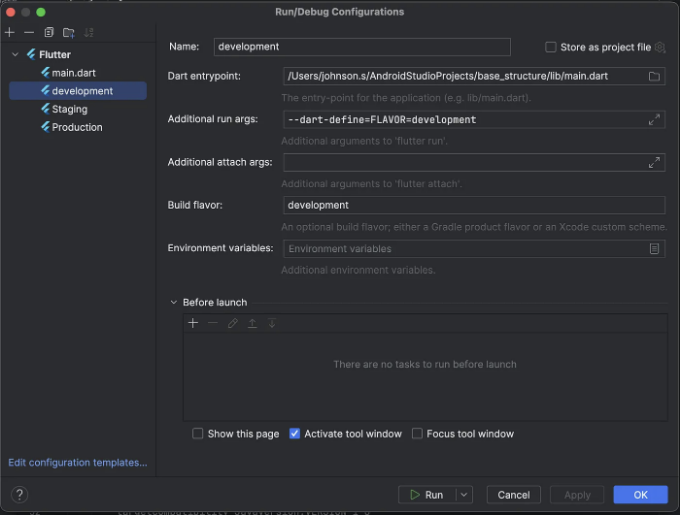 Run/Debug Configurations
Flutter
main.dart
development
Staging
Production
Edit configuration templates...
Name:
development
Store as project file
Dart entrypoint:
/Users/johnson.s/AndroidStudioProjects/base_structure/lib/main.dart
The entry-point for the application (e.g. lib/main.dart).
Additional run args:
--dart-define=FLAVOR=development
Additional arguments to 'flutter run'.
Additional attach args:
Additional arguments to 'flutter attach'.
Build flavor:
development
An optional build flavor; either a Gradle product flavor or an Xcode custom scheme.
Environment variables:
Environment variables
Additional environment variables.
Before launch
There are no tasks to run before launch
Show this page
Activate tool window
Focus tool window
?
Run
Cancel
Apply
OK